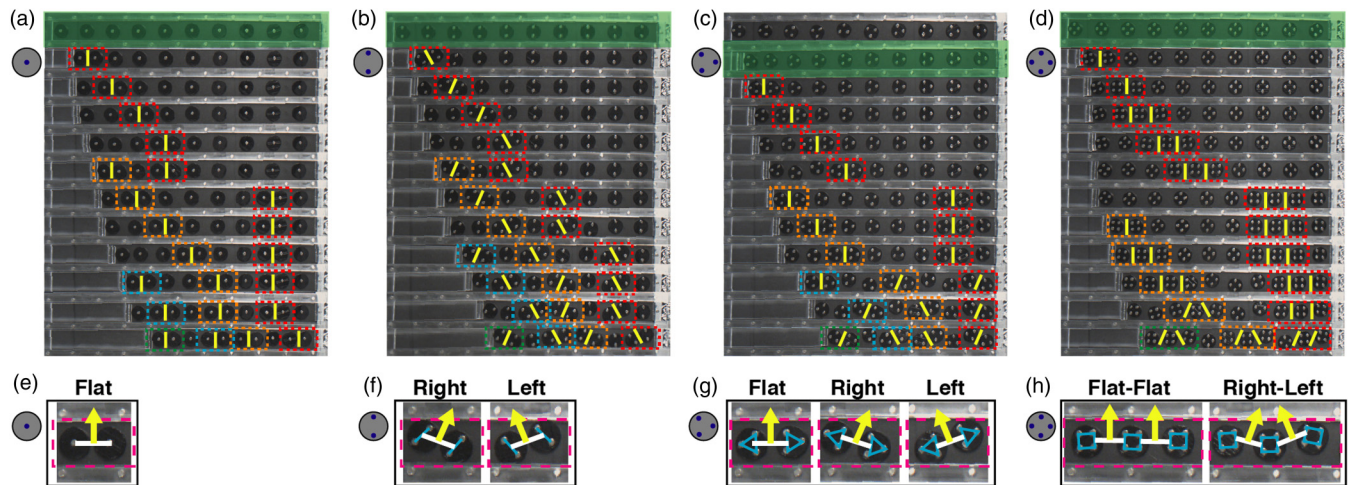 (a) (b) (c) (d)
(e) Flat (f) Right Left (g) Flat Right Left (h) Flat-Flat Right-Left